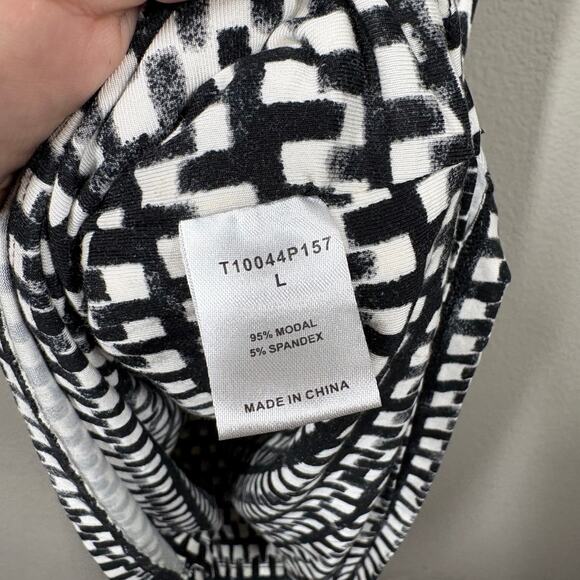 T10044P157
L
95% MODAL
5% SPANDEX
MADE IN CHINA